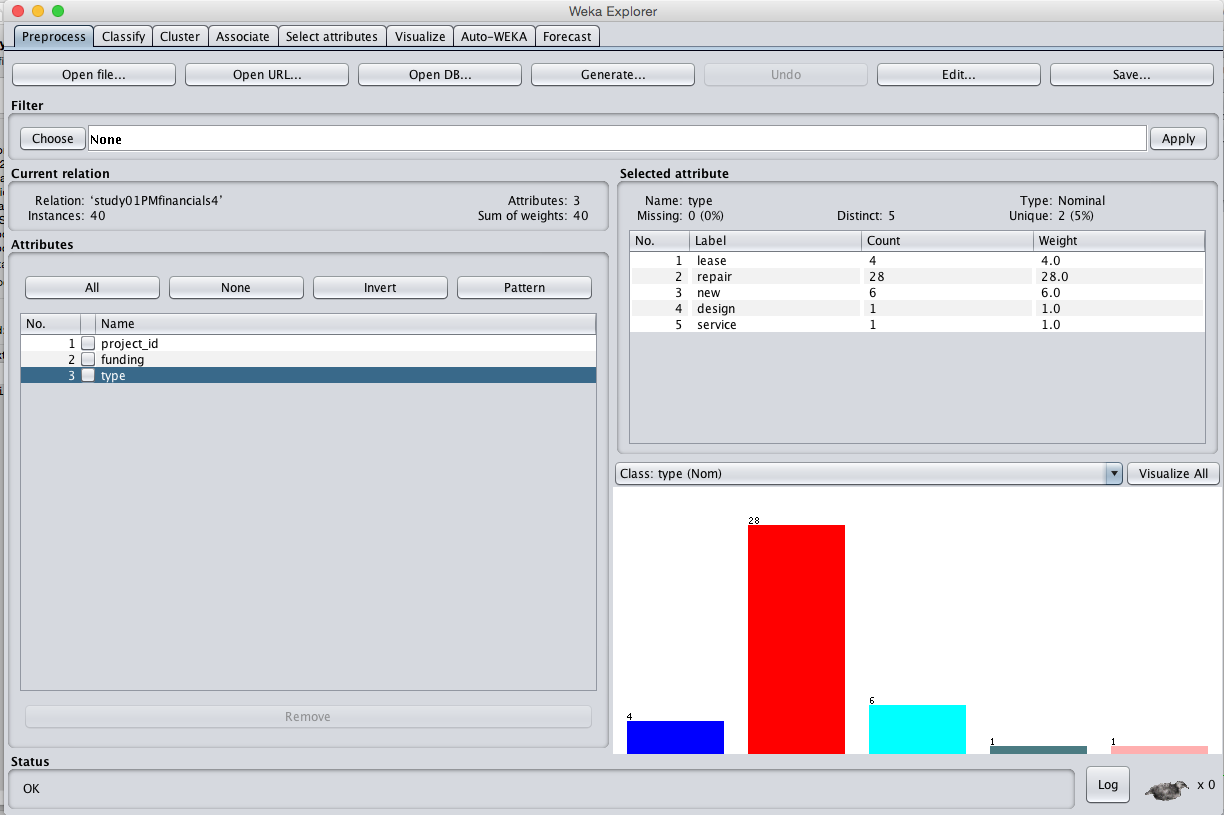 Weka Explorer
Preprocess Classify Cluster Associate Select attributes Visualize Auto-WEKA Forecast
Open file... Open URL... Open DB... Generate... Undo Edit... Save...
Filter
Choose None Apply
Current relation
Relation: ‘study01PMfinancials4’ Attributes: 3
Instances: 40 Sum of weights: 40
Attributes
All None Invert Pattern
No. Name
1 project_id
2 funding
3 type
Remove
Selected attribute
Name: type Type: Nominal
Missing: 0 (0%) Distinct: 5 Unique: 2 (5%)
No. Label Count Weight
1 lease 4 4.0
2 repair 28 28.0
3 new 6 6.0
4 design 1 1.0
5 service 1 1.0
Class: type (Nom) Visualize All
4 28 6 1 1
Status
OK Log x 0